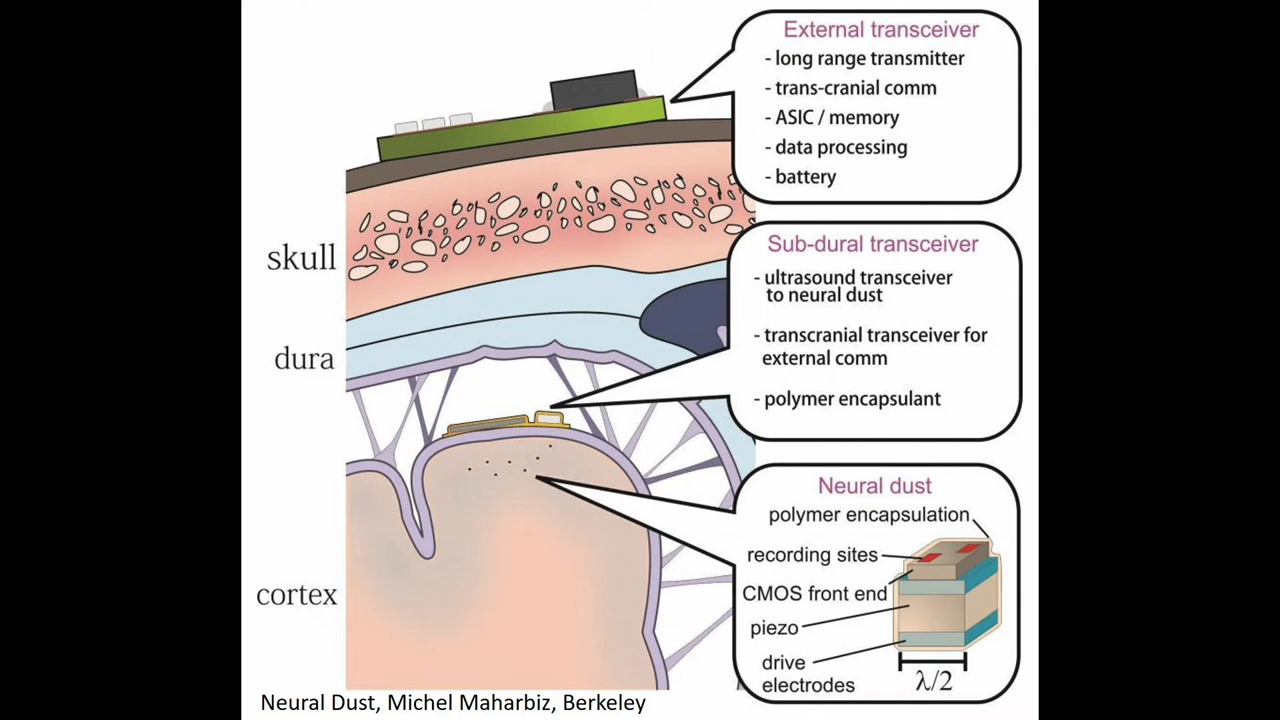 External transceiver
- long range transmitter
- trans-cranial comm
- ASIC / memory
- data processing
- battery
skull
Sub-dural transceiver
- ultrasound transceiver
to neural dust
- transcranial transceiver for
external comm
- polymer encapsulant
dura
Neural dust
polymer encapsulation
recording sites
CMOS front end
piezo
drive
electrodes
λ/2
cortex
Neural Dust, Michel Maharbiz, Berkeley